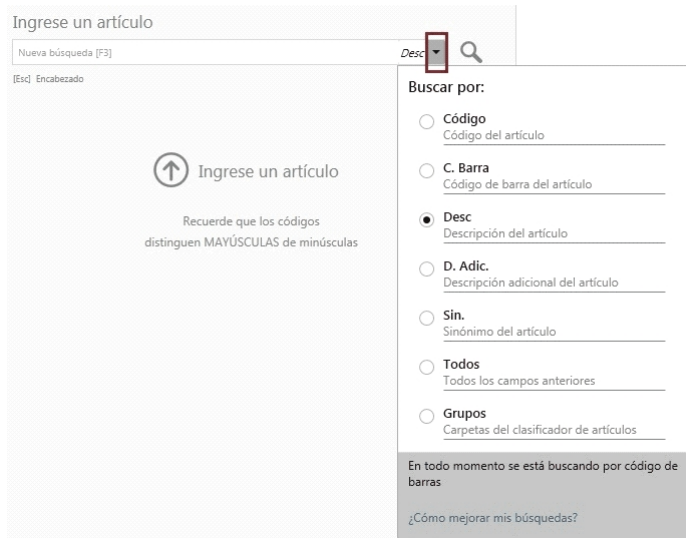 Ingrese un artículo
Nueva búsqueda [F3]
Desc
[Esc] Encabezado
Ingrese un artículo
Recuerde que los códigos
distinguen MAYÚSCULAS de minúsculas
Buscar por:
Código
Código del artículo
C. Barra
Código de barra del artículo
Desc
Descripción del artículo
D. Adic.
Descripción adicional del artículo
Sin.
Sinónimo del artículo
Todos
Todos los campos anteriores
Grupos
Carpetas del clasificador de artículos
En todo momento se está buscando por código de
barras
¿Cómo mejorar mis búsquedas?